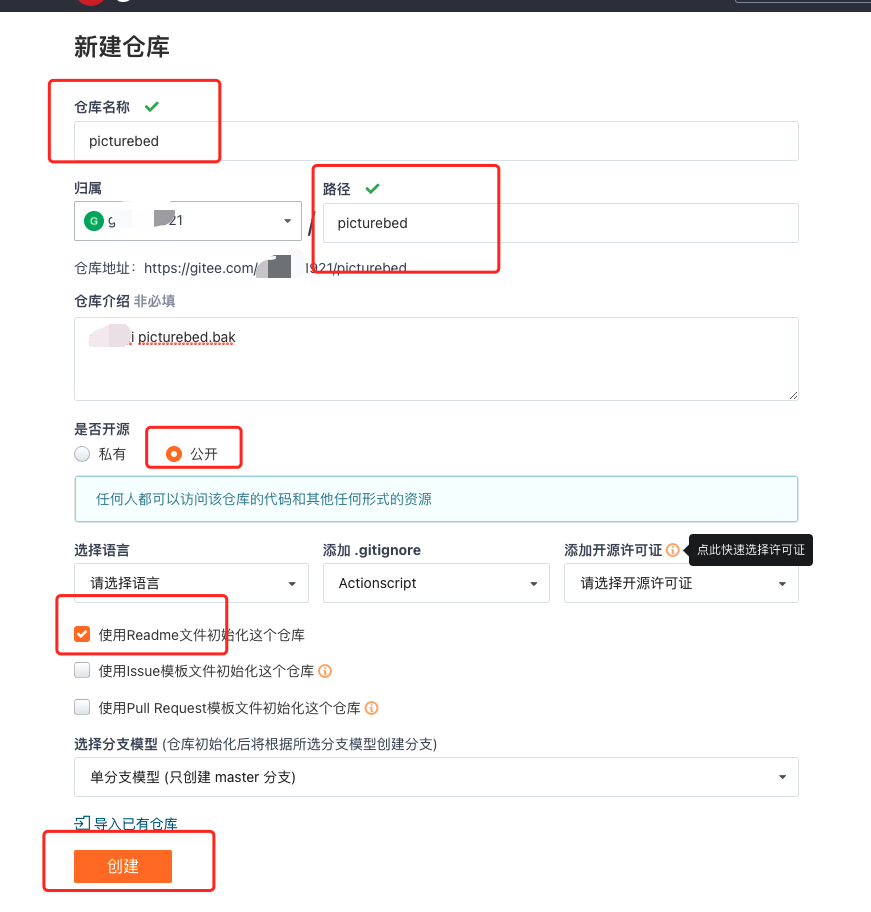 新建仓库
仓库名称
picturebed
归属
路径
G g 21
/
picturebed
仓库地址：https://gitee.com/ 1921/picturebed
仓库介绍 非必填
i picturebed.bak
是否开源
私有 公开
任何人都可以访问该仓库的代码和其他任何形式的资源
选择语言 添加 .gitignore 添加开源许可证 点此快速选择许可证
请选择语言 Actionscript 请选择开源许可证
使用Readme文件初始化这个仓库
使用Issue模板文件初始化这个仓库
使用Pull Request模板文件初始化这个仓库
选择分支模型 (仓库初始化后将根据所选分支模型创建分支)
单分支模型 (只创建 master 分支)
导入已有仓库
创建